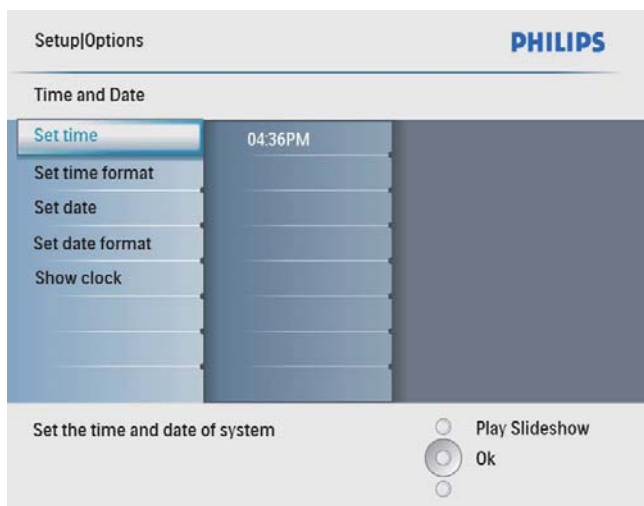 Setup|Options
PHILIPS
Time and Date
Set time
04:36PM
Set time format
Set date
Set date format
Show clock
Set the time and date of system
Play Slideshow
Ok